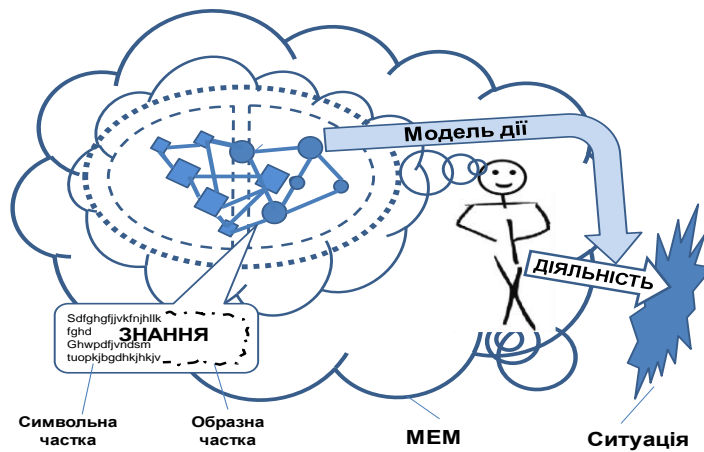 Модель дії
ДІЯЛЬНІСТЬ
Sdfghgfjjvkfnjhllk
fghd
ЗНАННЯ
Ghwpdfjvndsm
tuopkjbgdhkjhkjv
Символьна
частка
Образна
частка
МЕМ
Ситуація